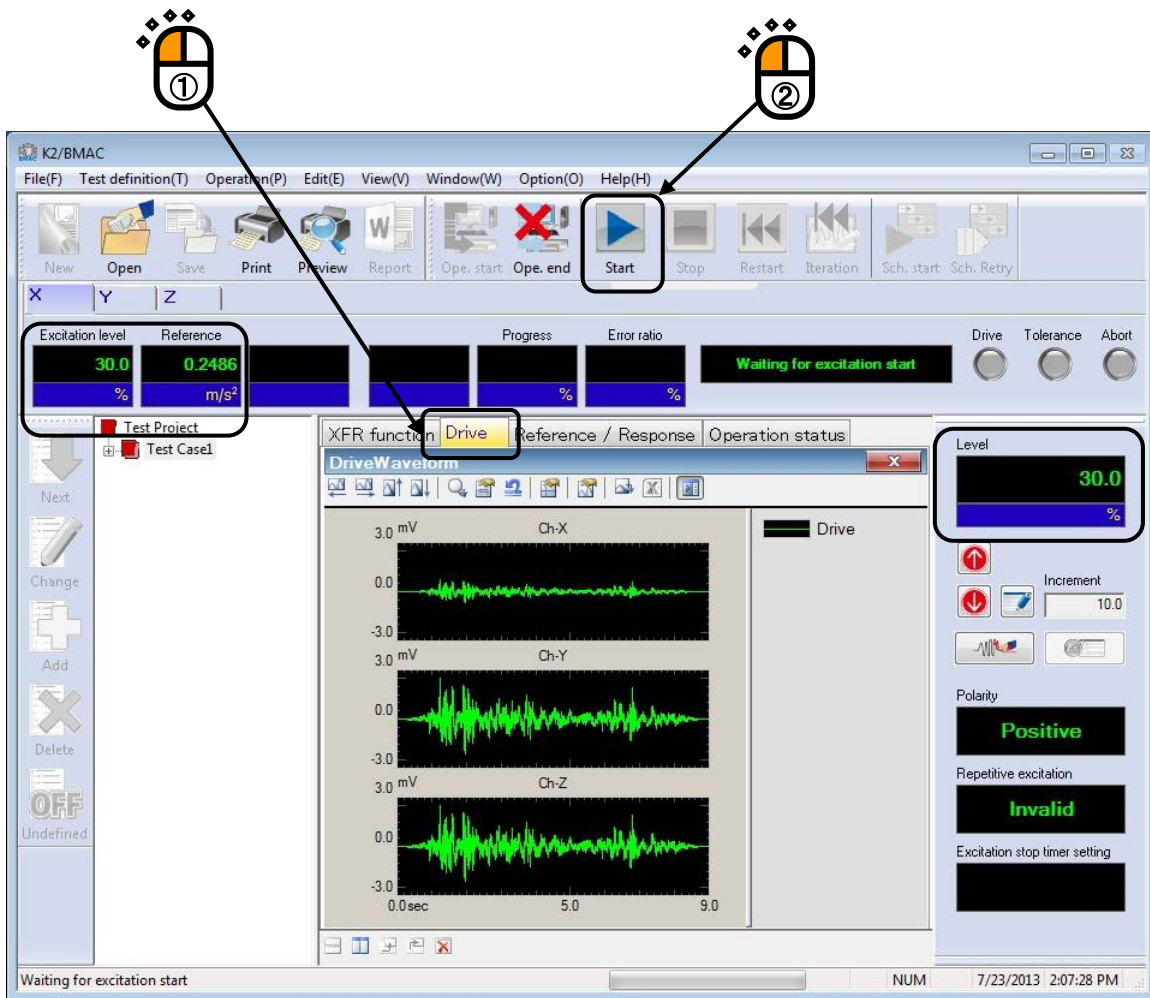 ①
②
K2/BMAC
File(F) Test definition(T) Operation(P) Edit(E) View(V) Window(W) Option(O) Help(H)
W
New Open Save Print Preview Report Ope. start Ope. end Start Stop Restart Iteration Sch. start Sch. Retry
X Y Z
Excitation level Reference Progress Error ratio Drive Tolerance Abort
30.0 0.2486 Waiting for excitation start
% m/s² % %
Test Project
Test Case1
Next
Change
Add
Delete
OFF
Undefined
XFR function Drive Reference / Response Operation status
DriveWaveform
3.0 mV Ch-X
0.0
-3.0
3.0 mV Ch-Y
0.0
-3.0
3.0 mV Ch-Z
0.0
-3.0
0.0sec 5.0 9.0
Drive
Level
30.0
%
Increment
10.0
Polarity
Positive
Repetitive excitation
Invalid
Excitation stop timer setting
Waiting for excitation start NUM 7/23/2013 2:07:28 PM